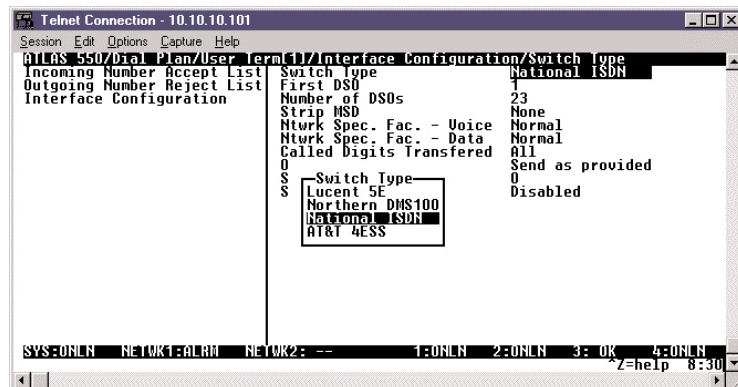 Telnet Connection - 10.10.10.101
Session Edit Options Capture Help
ATLAS 550/Dial Plan/User Term[1]/Interface Configuration/Switch Type
Incoming Number Accept List Switch Type National ISDN
Outgoing Number Reject List First DS0 1
Interface Configuration Number of DS0s 23
Strip MSD None
Ntwrk Spec. Fac. - Voice Normal
Ntwrk Spec. Fac. - Data Normal
Called Digits Transfered All
O Send as provided
S Switch Type 0
S Lucent 5E Disabled
Northern DMS100
National ISDN
AT&T 4ESS
SYS:ONLN NETWK1:ALRM NETWK2: -- 1:ONLN 2:ONLN 3: OK 4:ONLN
^Z=help 8:30